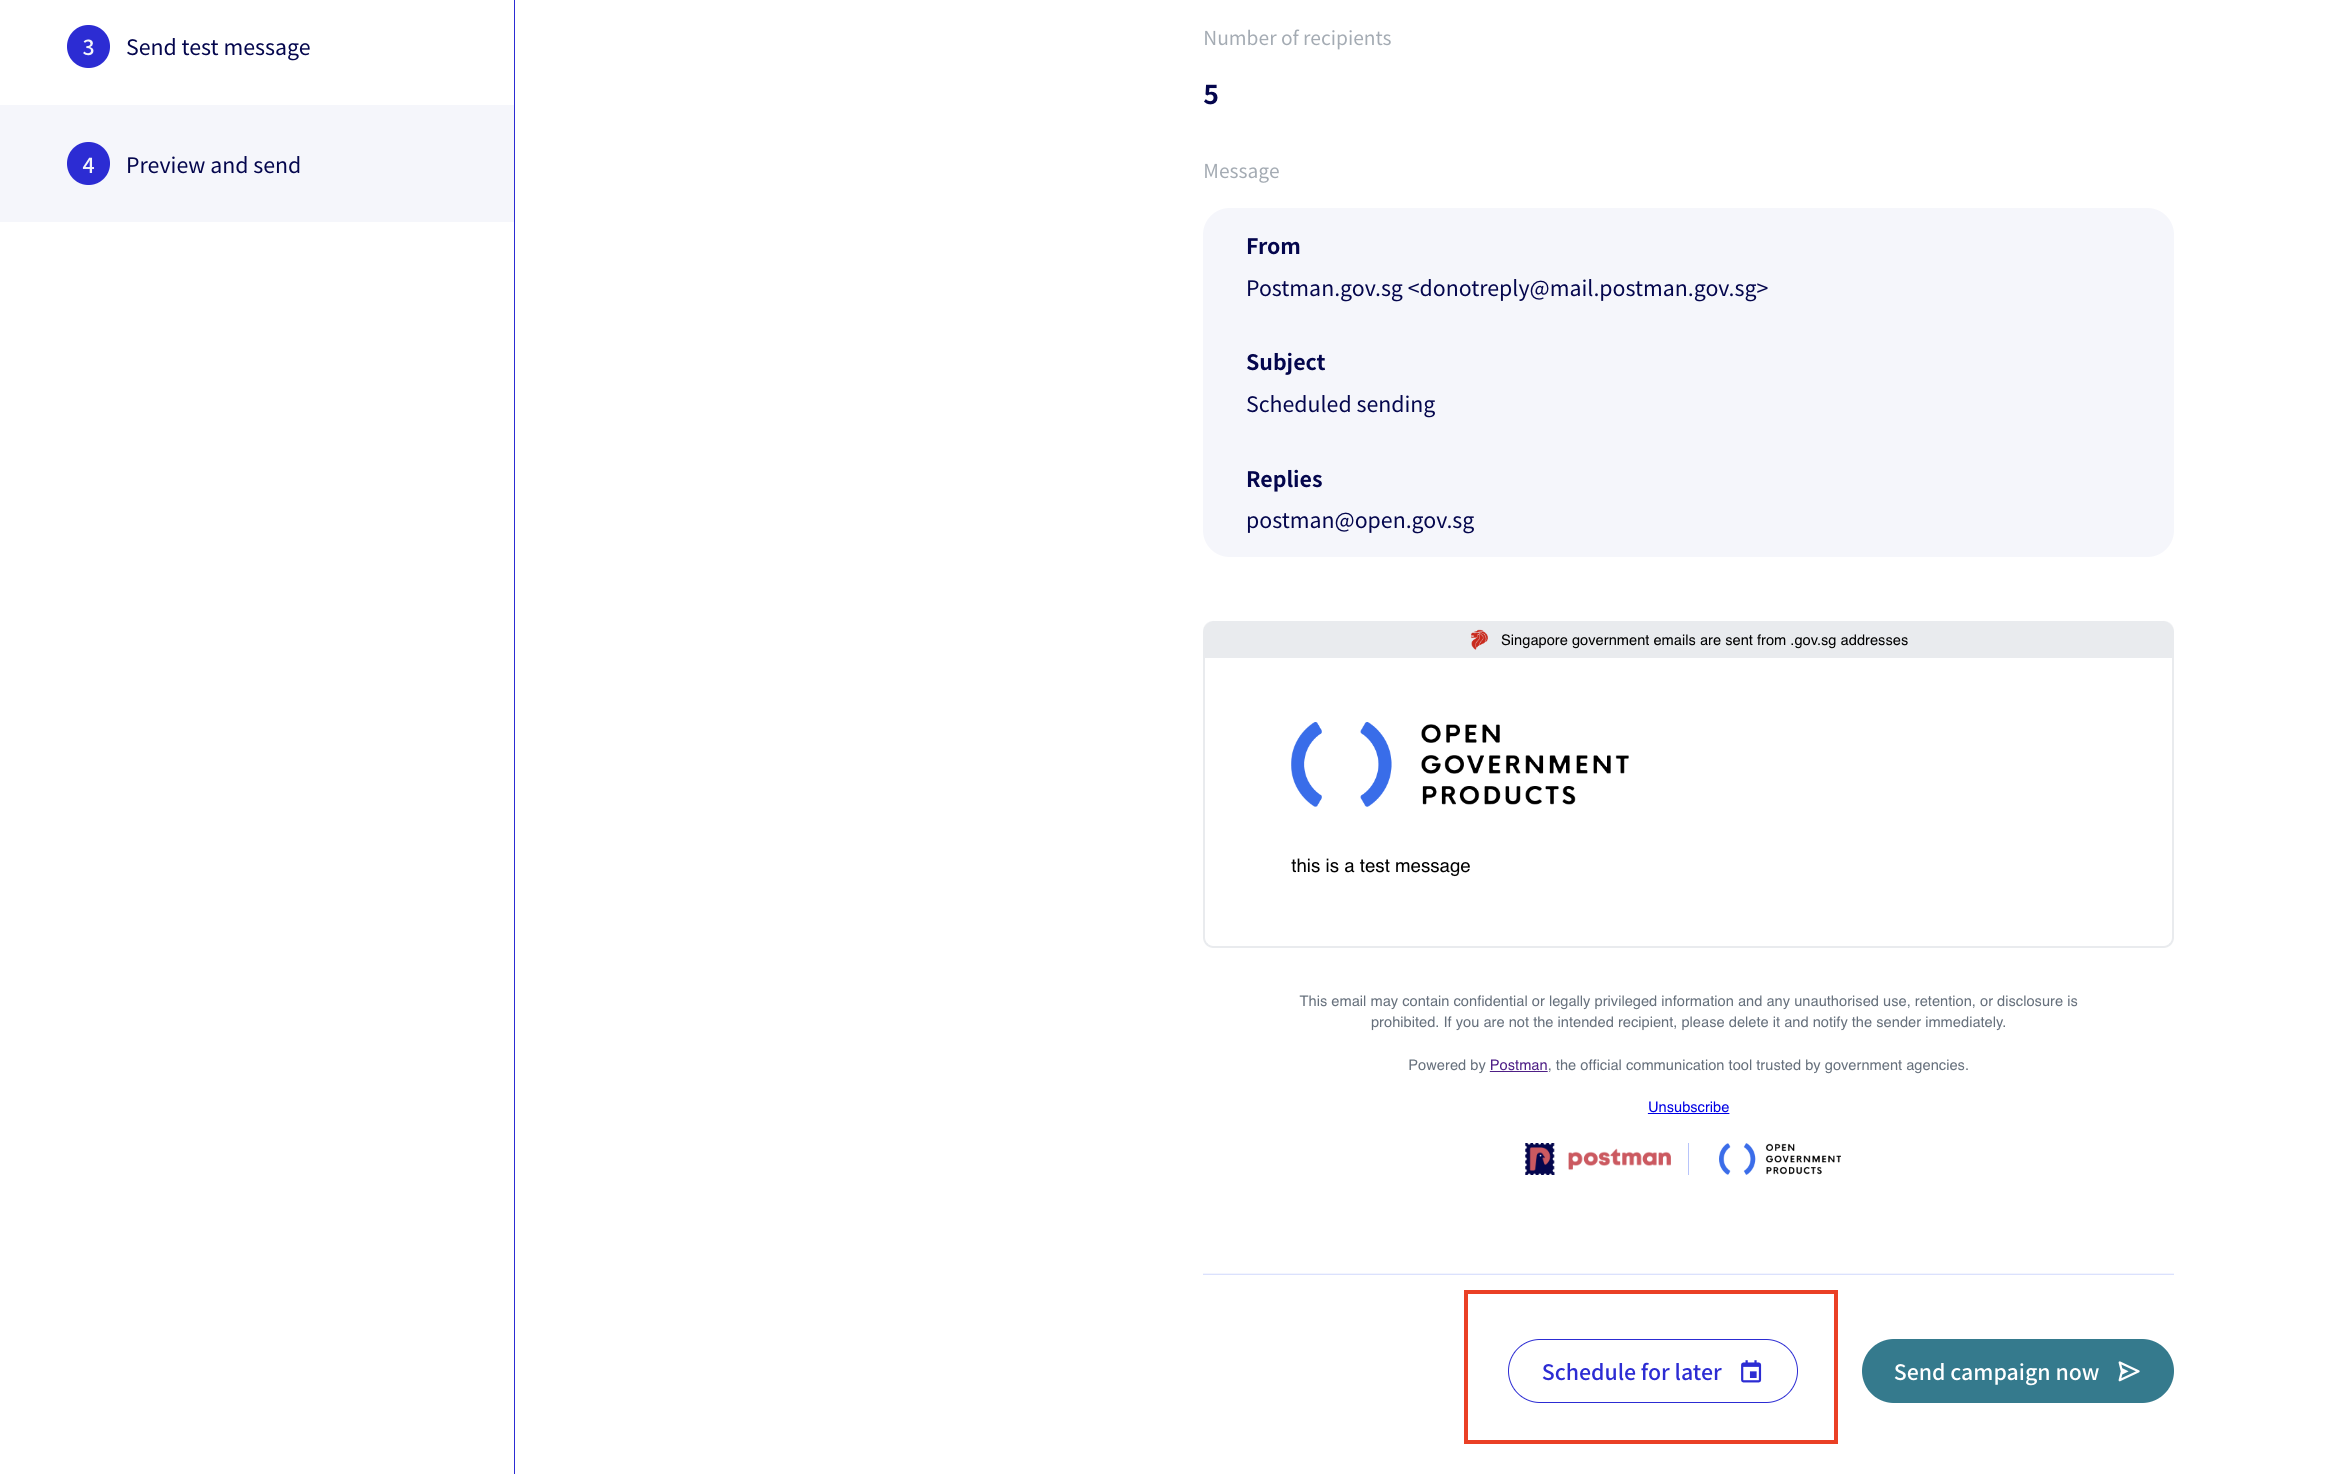 3 Send test message
4 Preview and send
Number of recipients
5
Message
From
Postman.gov.sg <donotreply@mail.postman.gov.sg>
Subject
Scheduled sending
Replies
postman@open.gov.sg
Singapore government emails are sent from .gov.sg addresses
OPEN
GOVERNMENT
PRODUCTS
this is a test message
This email may contain confidential or legally privileged information and any unauthorised use, retention, or disclosure is
prohibited. If you are not the intended recipient, please delete it and notify the sender immediately.
Powered by Postman, the official communication tool trusted by government agencies.
Unsubscribe
postman
OPEN
GOVERNMENT
PRODUCTS
Schedule for later
Send campaign now